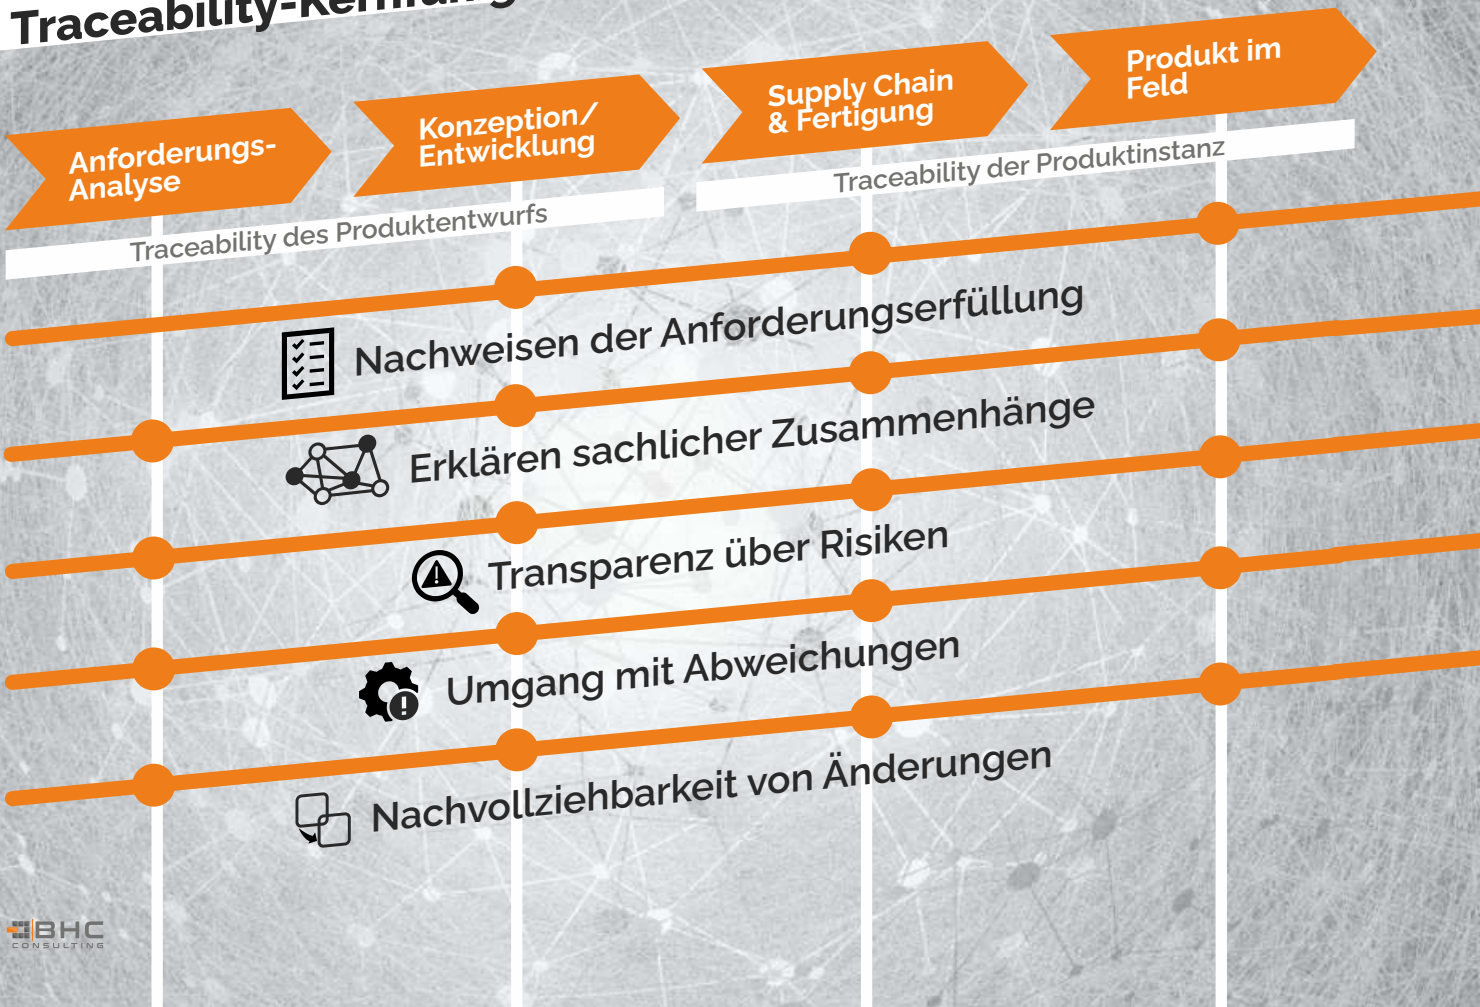 Anforderungs-
Analyse
Konzeption/
Entwicklung
Supply Chain
& Fertigung
Produkt im
Feld
Traceability des Produktentwurfs
Traceability der Produktinstanz
Nachweisen der Anforderungserfüllung
Erklären sachlicher Zusammenhänge
Transparenz über Risiken
Umgang mit Abweichungen
Nachvollziehbarkeit von Änderungen
BHC
CONSULTING